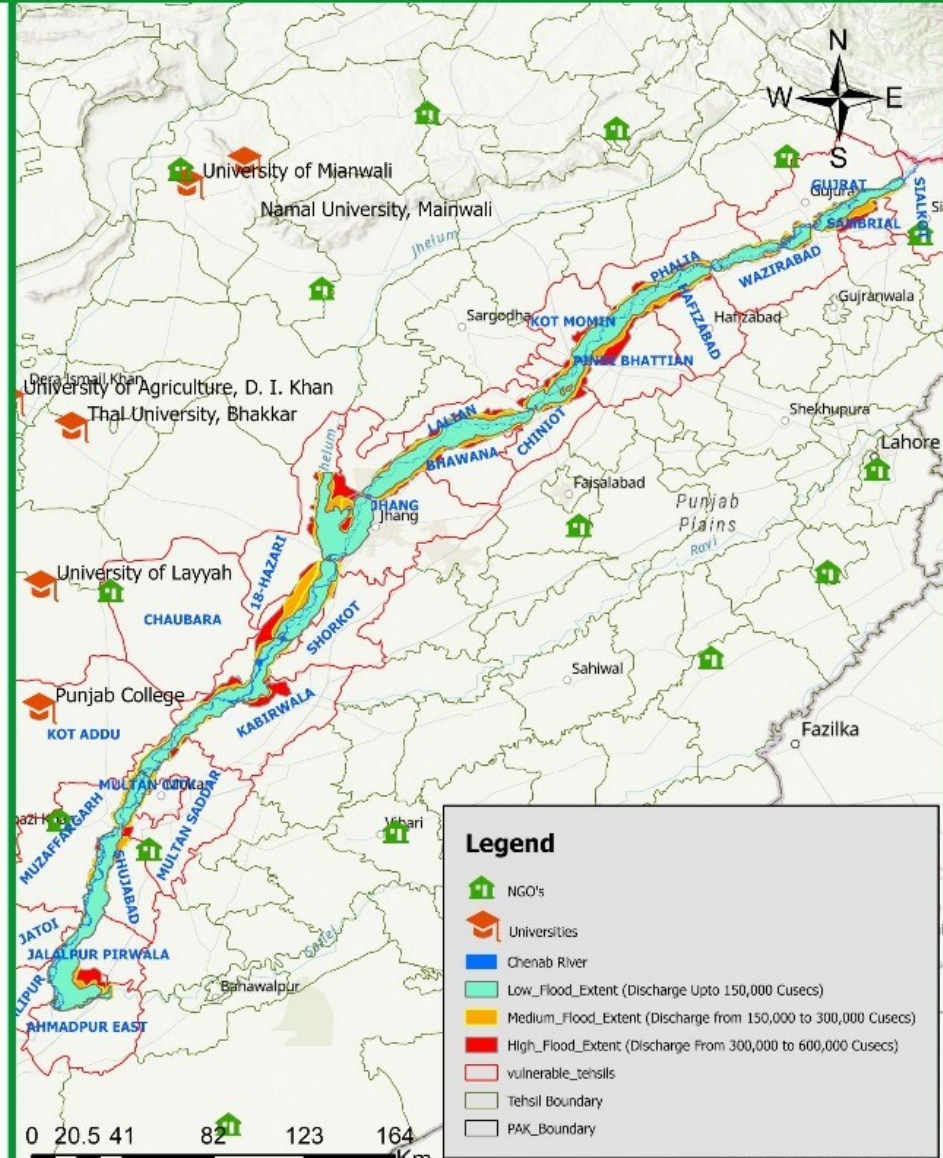 N
W
E
S
University of Mianwali
Namal University, Mainwali
Jhelum
GUJRAT
Gujura
SIALKOT
SAMBRIAL
PHALIA
WAZIRABAD
Gujranwala
HAFIZABAD
Hafizabad
Sargodha
KOT MOMIN
PINDI BHATTIAN
Dera Ismail Khan
University of Agriculture, D. I. Khan
Thal University, Bhakkar
Shekhupura
Lahore
LALIAN
CHINIOT
BHAWANA
Jhelum
Faisalabad
Punjab
Plains
JHANG
Jhang
Ravi
18-HAZARI
University of Layyah
CHAUBARA
SHORKOT
Sahiwal
Punjab College
KABIRWALA
KOT ADDU
Fazilka
MULTAN
MULTAN SADDAR
MUZAFFARGARH
Vihari
SHUJABAD
JATOI
JALALPUR PIRWALA
Bahawalpur
AHMADPUR EAST
0 20.5 41 82 123 164
Km
Legend
NGO's
Universities
Chenab River
Low_Flood_Extent (Discharge Upto 150,000 Cusecs)
Medium_Flood_Extent (Discharge from 150,000 to 300,000 Cusecs)
High_Flood_Extent (Discharge From 300,000 to 600,000 Cusecs)
vulnerable_tehsils
Tehsil Boundary
PAK_Boundary